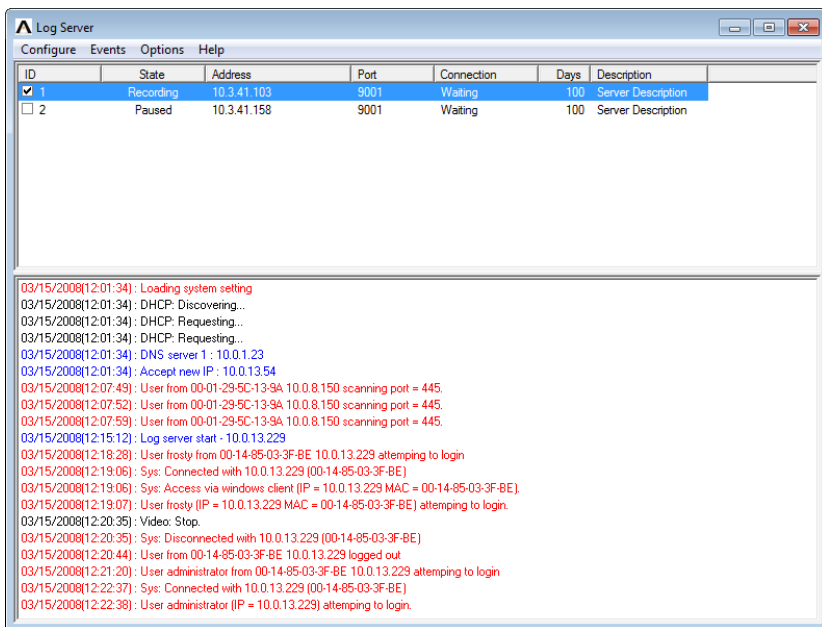 Log Server
Configure Events Options Help
ID State Address Port Connection Days Description
1 Recording 10.3.41.103 9001 Waiting 100 Server Description
2 Paused 10.3.41.158 9001 Waiting 100 Server Description
03/15/2008(12:01:34) : Loading system setting
03/15/2008(12:01:34) : DHCP: Discovering...
03/15/2008(12:01:34) : DHCP: Requesting...
03/15/2008(12:01:34) : DHCP: Requesting...
03/15/2008(12:01:34) : DNS server 1 : 10.0.1.23
03/15/2008(12:01:34) : Accept new IP : 10.0.13.54
03/15/2008(12:07:49) : User from 00-01-29-5C-13-9A 10.0.8.150 scanning port = 445.
03/15/2008(12:07:52) : User from 00-01-29-5C-13-9A 10.0.8.150 scanning port = 445.
03/15/2008(12:07:59) : User from 00-01-29-5C-13-9A 10.0.8.150 scanning port = 445.
03/15/2008(12:15:12) : Log server start - 10.0.13.229
03/15/2008(12:18:28) : User frosty from 00-14-85-03-3F-BE 10.0.13.229 attemping to login
03/15/2008(12:19:06) : Sys: Connected with 10.0.13.229 (00-14-85-03-3F-BE)
03/15/2008(12:19:06) : Sys: Access via windows client (IP = 10.0.13.229 MAC = 00-14-85-03-3F-BE).
03/15/2008(12:19:07) : User frosty (IP = 10.0.13.229 MAC = 00-14-85-03-3F-BE) attemping to login.
03/15/2008(12:20:35) : Video: Stop.
03/15/2008(12:20:35) : Sys: Disconnected with 10.0.13.229 (00-14-85-03-3F-BE)
03/15/2008(12:20:44) : User from 00-14-85-03-3F-BE 10.0.13.229 logged out
03/15/2008(12:21:20) : User administrator from 00-14-85-03-3F-BE 10.0.13.229 attemping to login
03/15/2008(12:22:37) : Sys: Connected with 10.0.13.229 (00-14-85-03-3F-BE)
03/15/2008(12:22:38) : User administrator (IP = 10.0.13.229) attemping to login.